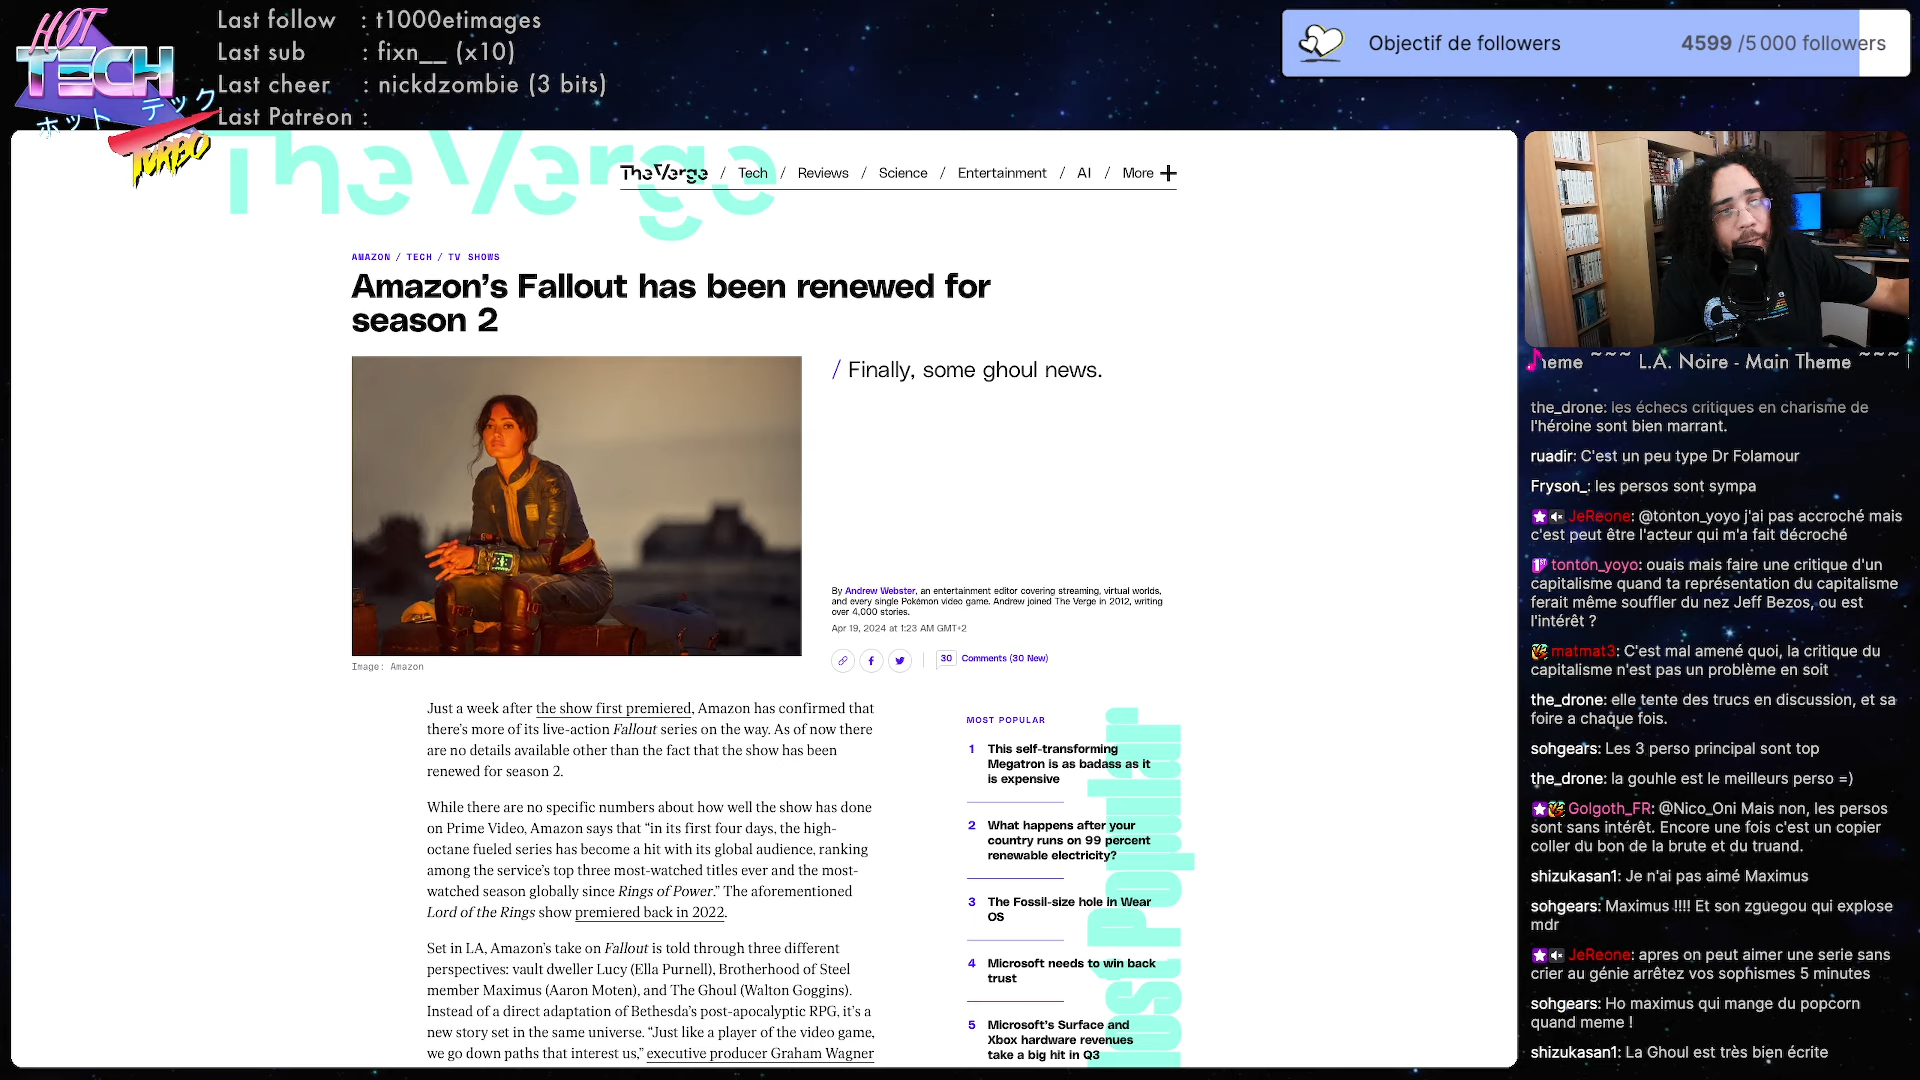 HOT
TECH
ホット テック
TURBO
Last follow : t1000etimages
Last sub : fixn__ (x10)
Last cheer : nickdzombie (3 bits)
Last Patreon :
Objectif de followers 4599 /5 000 followers
The Verge
The Verge / Tech / Reviews / Science / Entertainment / AI / More +
AMAZON / TECH / TV SHOWS
Amazon’s Fallout has been renewed for
season 2
/ Finally, some ghoul news.
By Andrew Webster, an entertainment editor covering streaming, virtual worlds,
and every single Pokémon video game. Andrew joined The Verge in 2012, writing
over 4,000 stories.
Apr 19, 2024 at 1:23 AM GMT+2
30 Comments (30 New)
Image: Amazon
Just a week after the show first premiered, Amazon has confirmed that
there’s more of its live-action Fallout series on the way. As of now there
are no details available other than the fact that the show has been
renewed for season 2.
While there are no specific numbers about how well the show has done
on Prime Video, Amazon says that “in its first four days, the high-
octane fueled series has become a hit with its global audience, ranking
among the service’s top three most-watched titles ever and the most-
watched season globally since Rings of Power.” The aforementioned
Lord of the Rings show premiered back in 2022.
Set in LA, Amazon’s take on Fallout is told through three different
perspectives: vault dweller Lucy (Ella Purnell), Brotherhood of Steel
member Maximus (Aaron Moten), and The Ghoul (Walton Goggins).
Instead of a direct adaptation of Bethesda’s post-apocalyptic RPG, it’s a
new story set in the same universe. “Just like a player of the video game,
we go down paths that interest us,” executive producer Graham Wagner
MOST POPULAR
Most Popular
1 This self-transforming
Megatron is as badass as it
is expensive
2 What happens after your
country runs on 99 percent
renewable electricity?
3 The Fossil-size hole in Wear
OS
4 Microsoft needs to win back
trust
5 Microsoft’s Surface and
Xbox hardware revenues
take a big hit in Q3
heme ~~~ L.A. Noire - Main Theme ~~~
the_drone: les échecs critiques en charisme de
l'héroine sont bien marrant.
ruadir: C'est un peu type Dr Folamour
Fryson_: les persos sont sympa
JeReone: @tonton_yoyo j'ai pas accroché mais
c'est peut être l'acteur qui m'a fait décroché
tonton_yoyo: ouais mais faire une critique d'un
capitalisme quand ta représentation du capitalisme
ferait même souffler du nez Jeff Bezos, ou est
l'intérêt ?
matmat3: C'est mal amené quoi, la critique du
capitalisme n'est pas un problème en soit
the_drone: elle tente des trucs en discussion, et sa
foire a chaque fois.
sohgears: Les 3 perso principal sont top
the_drone: la gouhle est le meilleurs perso =)
Golgoth_FR: @Nico_Oni Mais non, les persos
sont sans intérêt. Encore une fois c'est un copier
coller du bon de la brute et du truand.
shizukasan1: Je n'ai pas aimé Maximus
sohgears: Maximus !!!! Et son zguegou qui explose
mdr
JeReone: apres on peut aimer une serie sans
crier au génie arrêtez vos sophismes 5 minutes
sohgears: Ho maximus qui mange du popcorn
quand meme !
shizukasan1: La Ghoul est très bien écrite